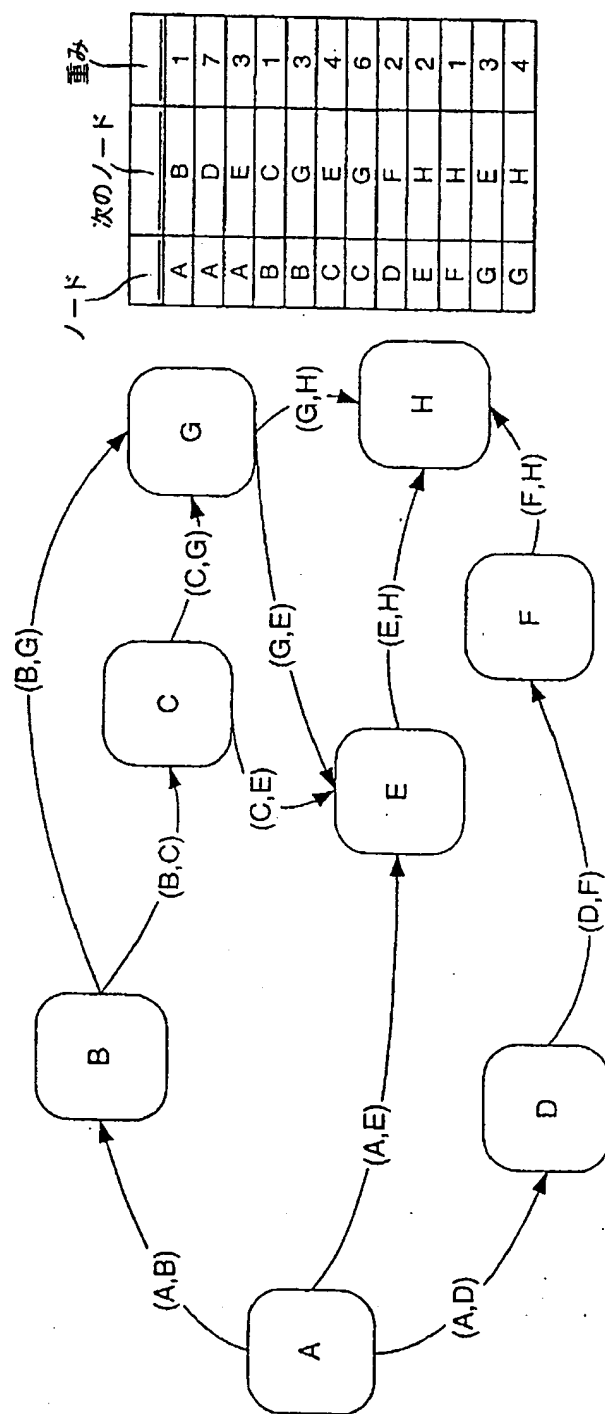 ノード 次のノード 重み
A B 1
A D 7
A E 3
B C 1
B G 3
C E 4
C G 6
D F 2
E H 2
F H 1
G E 3
G H 4
(B,G)
G
B
(C,G)
(G,H)
(A,B)
(B,C)
C
(G,E)
H
(C,E)
(E,H)
A
(A,E)
E
(F,H)
F
(A,D)
(D,F)
D